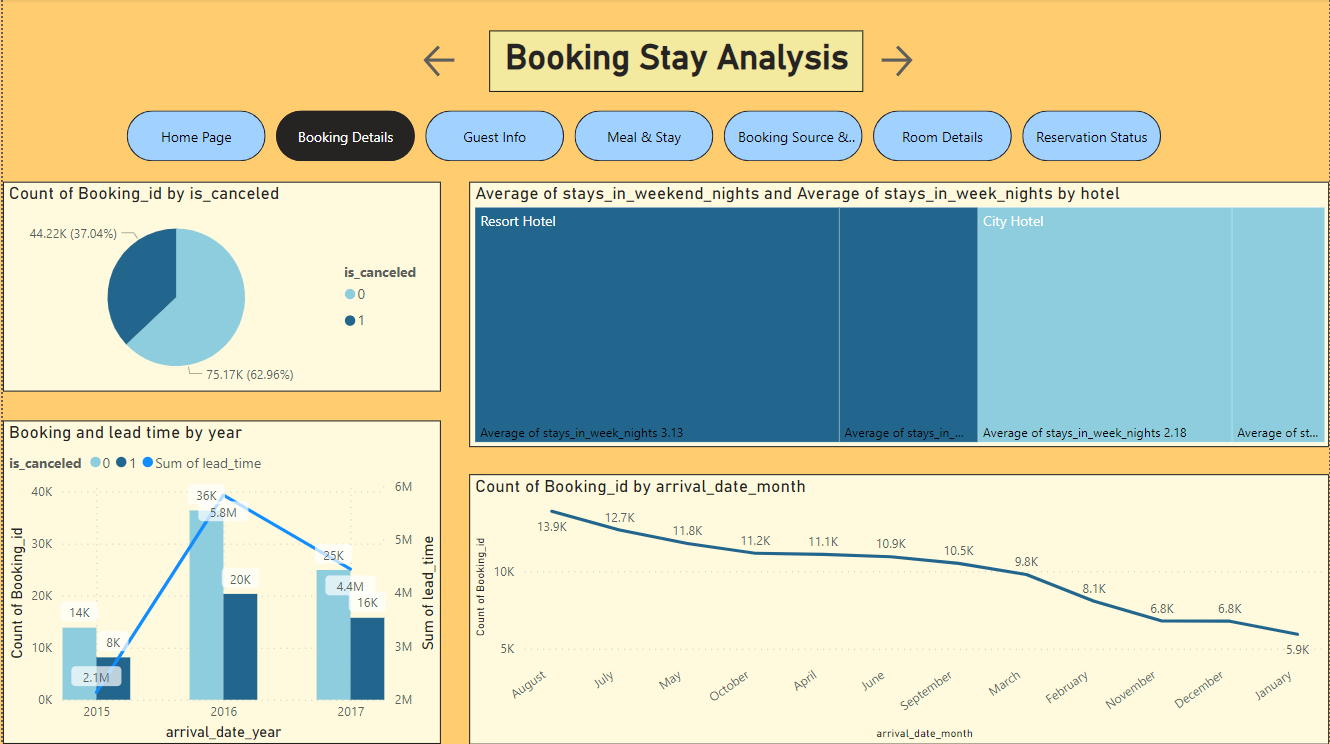 Booking Stay Analysis
Home Page
Booking Details
Guest Info
Meal & Stay
Booking Source &..
Room Details
Reservation Status
Count of Booking_id by is_canceled
44.22K (37.04%)
75.17K (62.96%)
is_canceled
0
1
Average of stays_in_weekend_nights and Average of stays_in_week_nights by hotel
Resort Hotel
City Hotel
Average of stays_in_week_nights 3.13
Average of stays_in_...
Average of stays_in_week_nights 2.18
Average of st...
Booking and lead time by year
is_canceled 0 1 Sum of lead_time
Count of Booking_id
40K
30K
20K
10K
0K
14K
8K
2.1M
36K
5.8M
20K
25K
4.4M
16K
6M
5M
4M
3M
2M
Sum of lead_time
2015
2016
2017
arrival_date_year
Count of Booking_id by arrival_date_month
Count of Booking_id
10K
5K
13.9K
12.7K
11.8K
11.2K
11.1K
10.9K
10.5K
9.8K
8.1K
6.8K
6.8K
5.9K
August
July
May
October
April
June
September
March
February
November
December
January
arrival_date_month